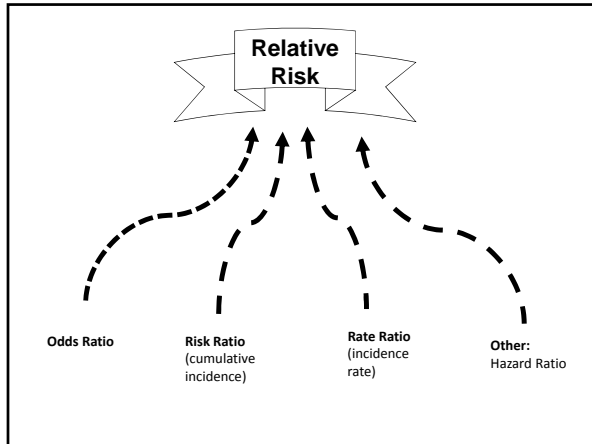 Relative
Risk
Odds Ratio
Risk Ratio
(cumulative
incidence)
Rate Ratio
(incidence
rate)
Other:
Hazard Ratio